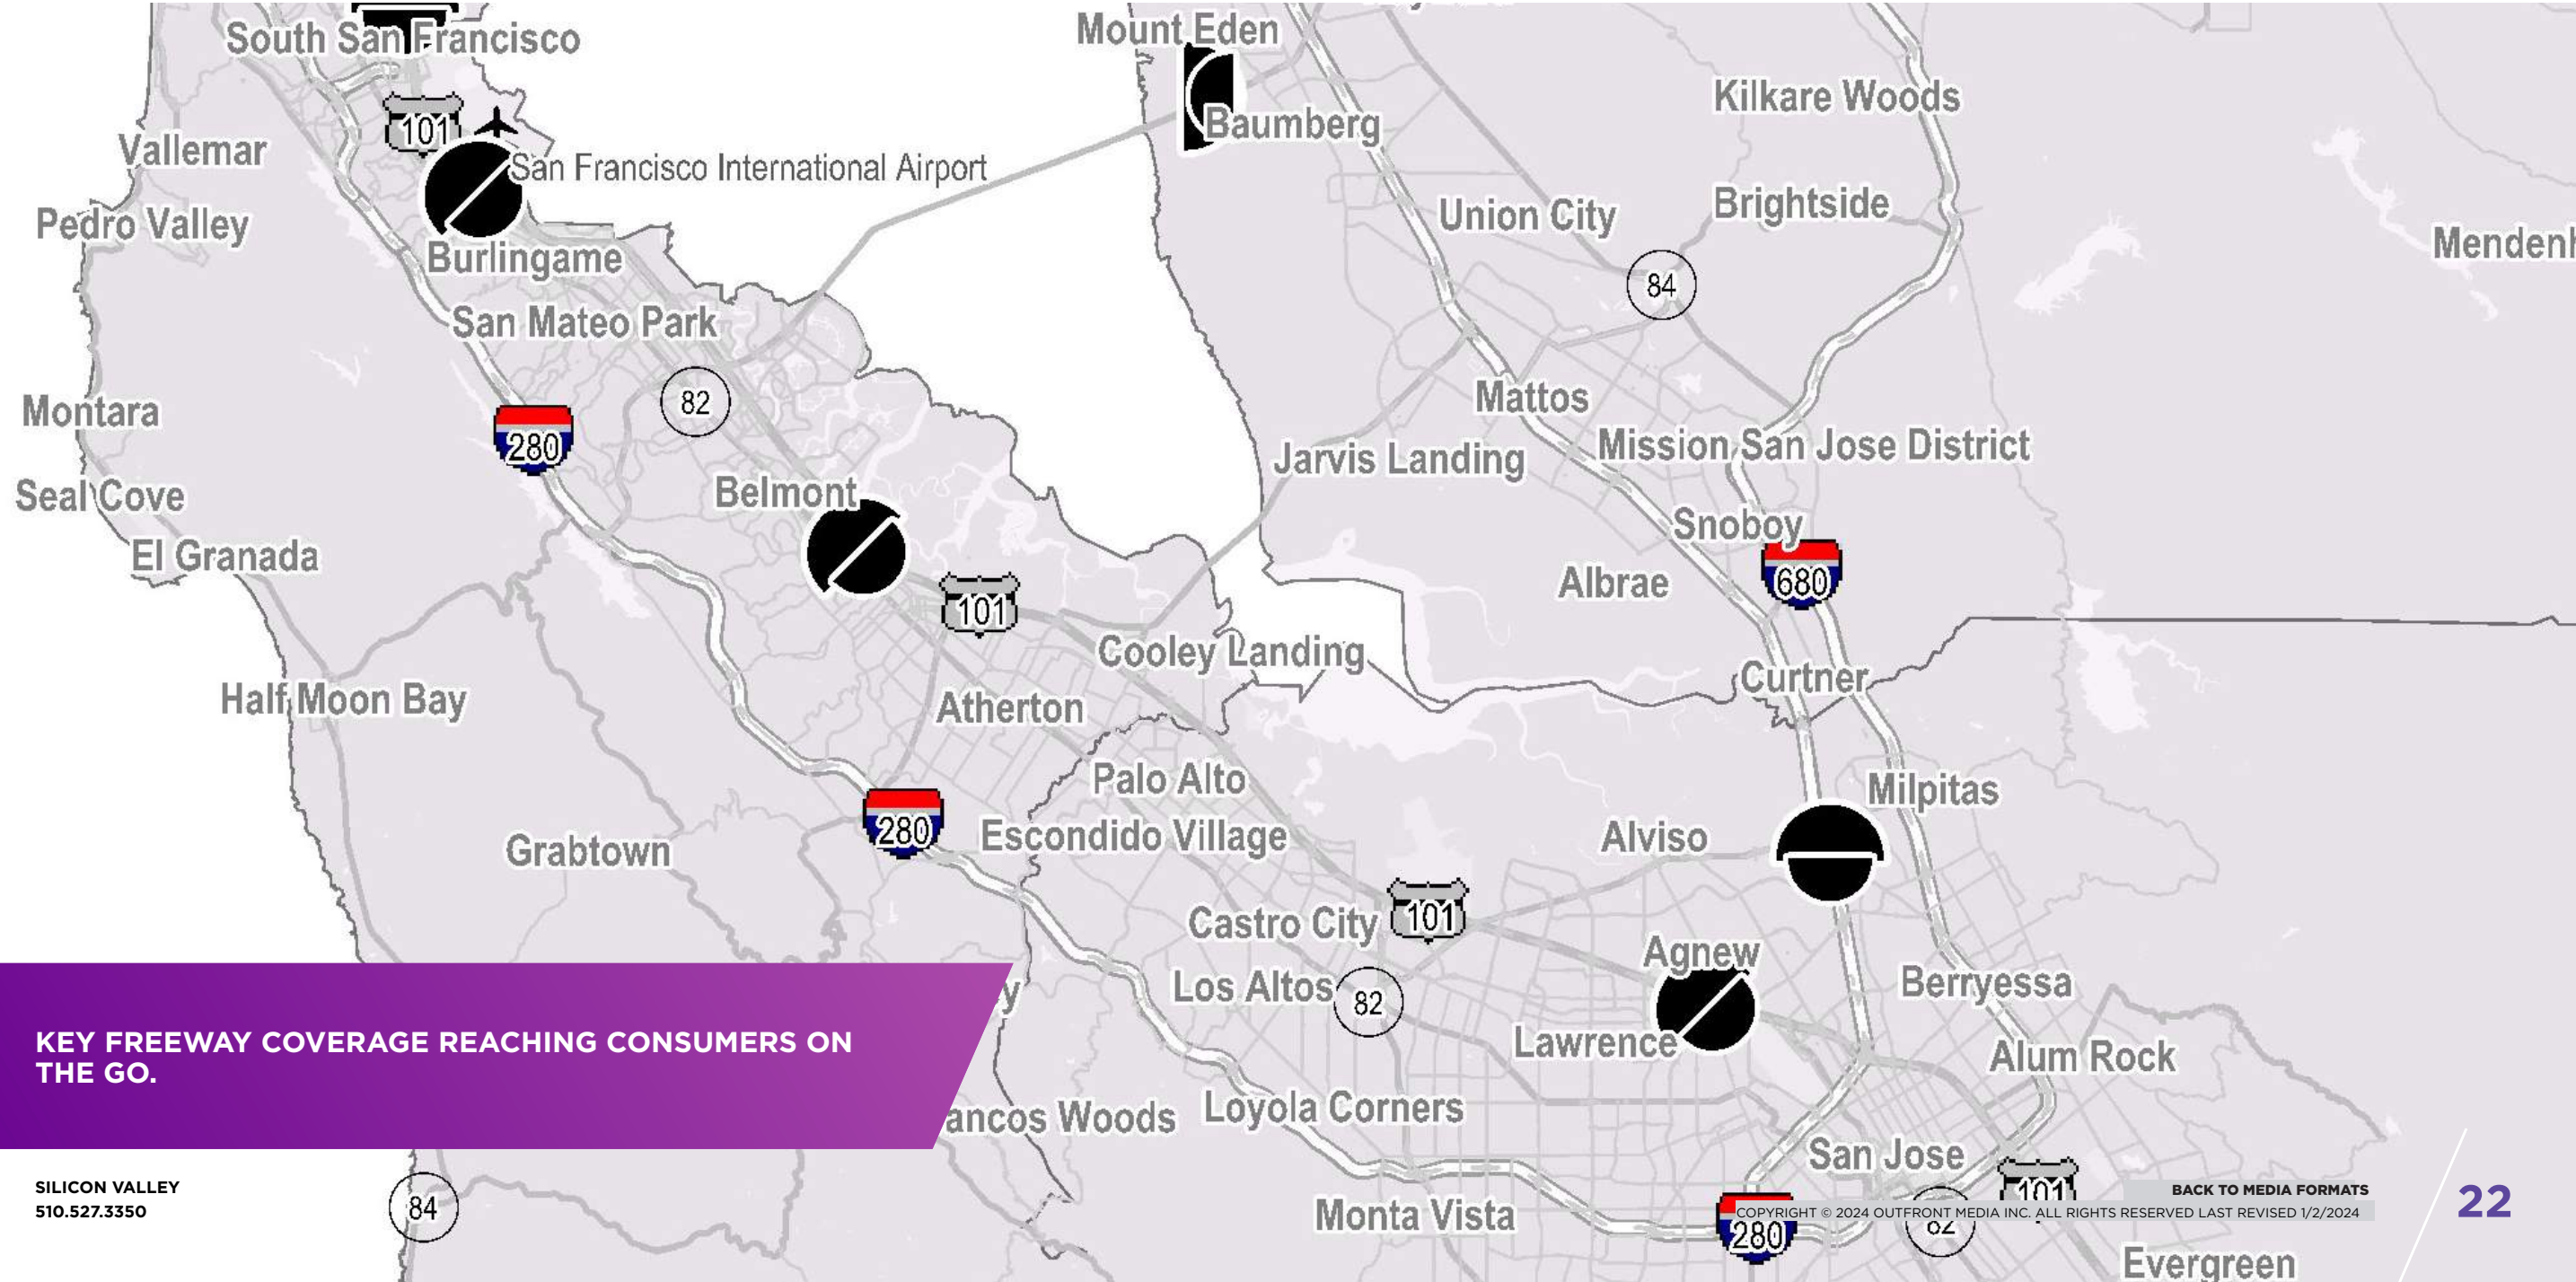 South San Francisco
Mount Eden
Kilkare Woods
101
Baumberg
Vallemar
San Francisco International Airport
Brightside
Union City
Pedro Valley
Burlingame
84
San Mateo Park
82
Mattos
Montara
280
Mission San Jose District
Jarvis Landing
Belmont
Seal Cove
Snoboy
El Granada
Albrae
680
101
Cooley Landing
Curtner
Half Moon Bay
Atherton
Palo Alto
Milpitas
280
Escondido Village
Alviso
Grabtown
Castro City
101
Agnew
Los Altos
82
Berryessa
KEY FREEWAY COVERAGE REACHING CONSUMERS ON
THE GO.
Lawrence
Alum Rock
ancos Woods
Loyola Corners
San Jose
SILICON VALLEY
510.527.3350
84
Monta Vista
280
101
82
BACK TO MEDIA FORMATS
COPYRIGHT © 2024 OUTFRONT MEDIA INC. ALL RIGHTS RESERVED LAST REVISED 1/2/2024
22
Evergreen